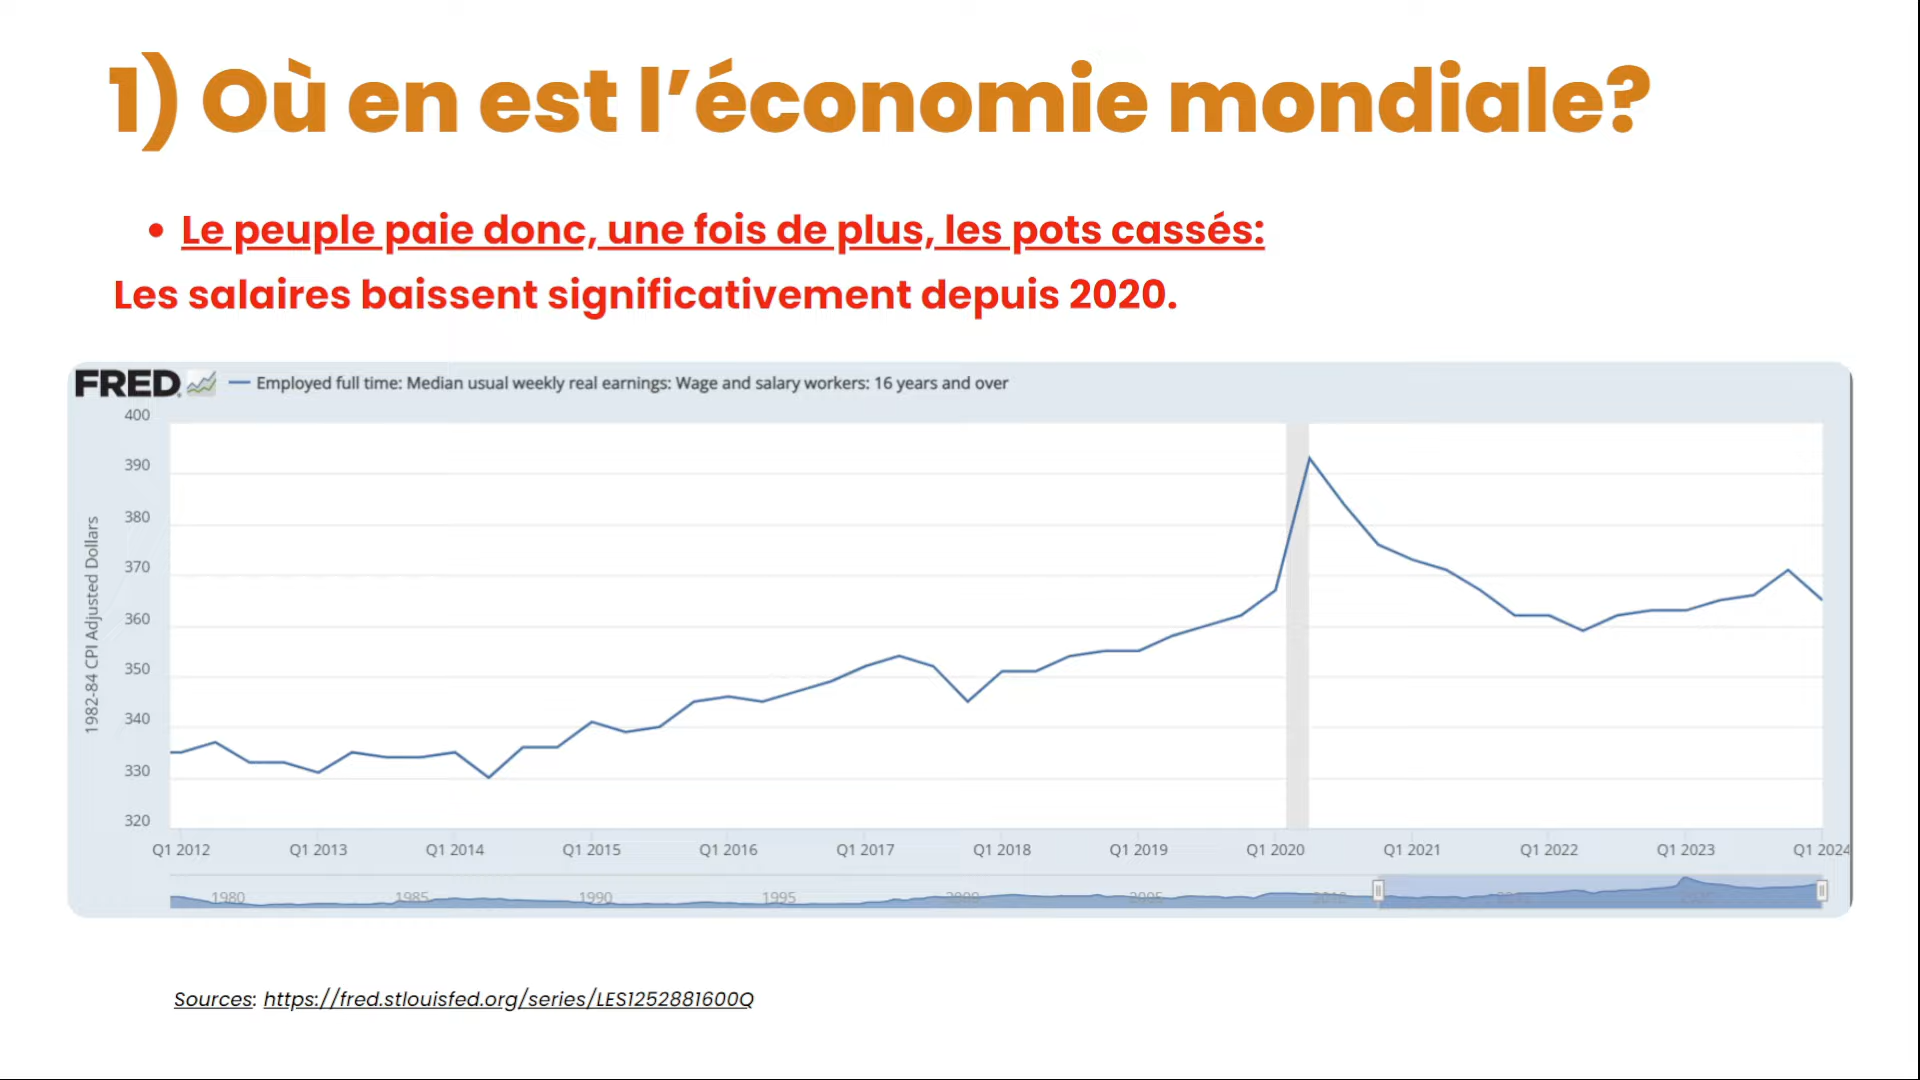 1) Où en est l’économie mondiale?
• Le peuple paie donc, une fois de plus, les pots cassés:
Les salaires baissent significativement depuis 2020.
FRED — Employed full time: Median usual weekly real earnings: Wage and salary workers: 16 years and over
1982-84 CPI Adjusted Dollars
400
390
380
370
360
350
340
330
320
Q1 2012 Q1 2013 Q1 2014 Q1 2015 Q1 2016 Q1 2017 Q1 2018 Q1 2019 Q1 2020 Q1 2021 Q1 2022 Q1 2023 Q1 2024
1980 1985 1990 1995 2000 2005 2010
Sources: https://fred.stlouisfed.org/series/LES1252881600Q